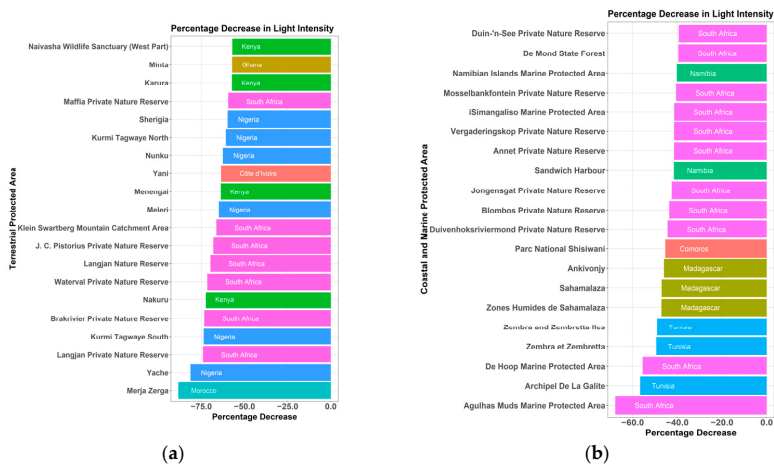 Percentage Decrease in Light Intensity
Terrestrial Protected Area
Naivasha Wildlife Sanctuary (West Part) Kenya
Minta Ghana
Karura Kenya
Maffia Private Nature Reserve South Africa
Sherigia Nigeria
Kurmi Tagwaye North Nigeria
Nunku Nigeria
Yani Côte d'Ivoire
Menengai Kenya
Meleri Nigeria
Klein Swartberg Mountain Catchment Area South Africa
J. C. Pistorius Private Nature Reserve South Africa
Langjan Nature Reserve South Africa
Waterval Private Nature Reserve South Africa
Nakuru Kenya
Brakrivier Private Nature Reserve South Africa
Kurmi Tagwaye South Nigeria
Langjan Private Nature Reserve South Africa
Yache Nigeria
Merja Zerga Morocco
−75.0 −50.0 −25.0 0.0
Percentage Decrease
(a)
Percentage Decrease in Light Intensity
Coastal and Narine Protcted Area
Duin-'n-See Private Nature Reserve South Africa
De Mond State Forest South Africa
Namibian Islands Marine Protected Area Namibia
Mosselbankfontein Private Nature Reserve South Africa
iSimangaliso Marine Protected Area South Africa
Vergaderingskop Private Nature Reserve South Africa
Annet Private Nature Reserve South Africa
Sandwich Harbour Namibia
Jongensgat Private Nature Reserve South Africa
Blombos Private Nature Reserve South Africa
Duivenhoksriviermond Private Nature Reserve South Africa
Parc National Shisiwani Comoros
Ankivonjy Madagascar
Sahamalaza Madagascar
Zones Humides de Sahamalaza Madagascar
Zembra and Zembretta Iles Tunisia
Zembra et Zembretta Tunisia
De Hoop Marine Protected Area South Africa
Archipel De La Galite Tunisia
Agulhas Muds Marine Protected Area South Africa
−60.0 −40.0 −20.0 0.0
Percentage Decrease
(b)